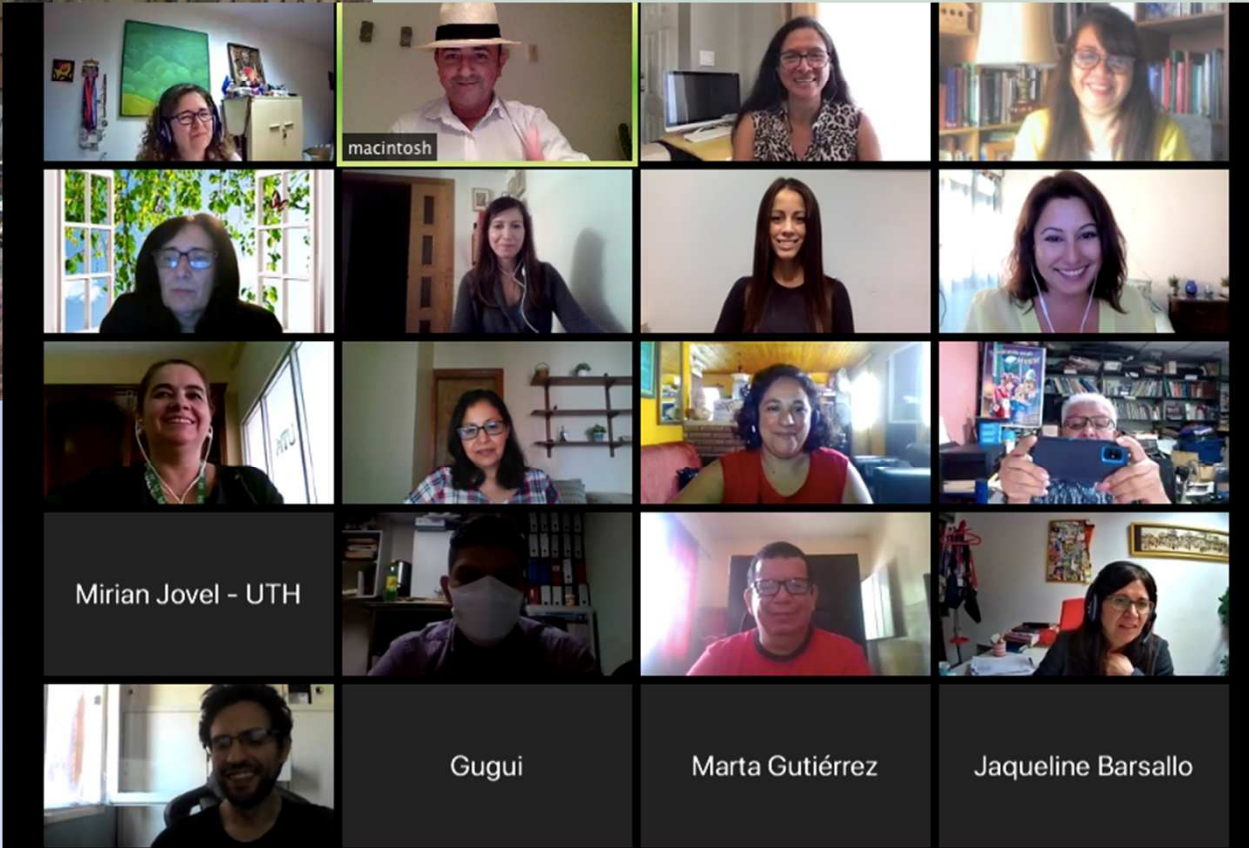 macintosh
Mirian Jovel - UTH
Gugui
Marta Gutiérrez
Jaqueline Barsallo